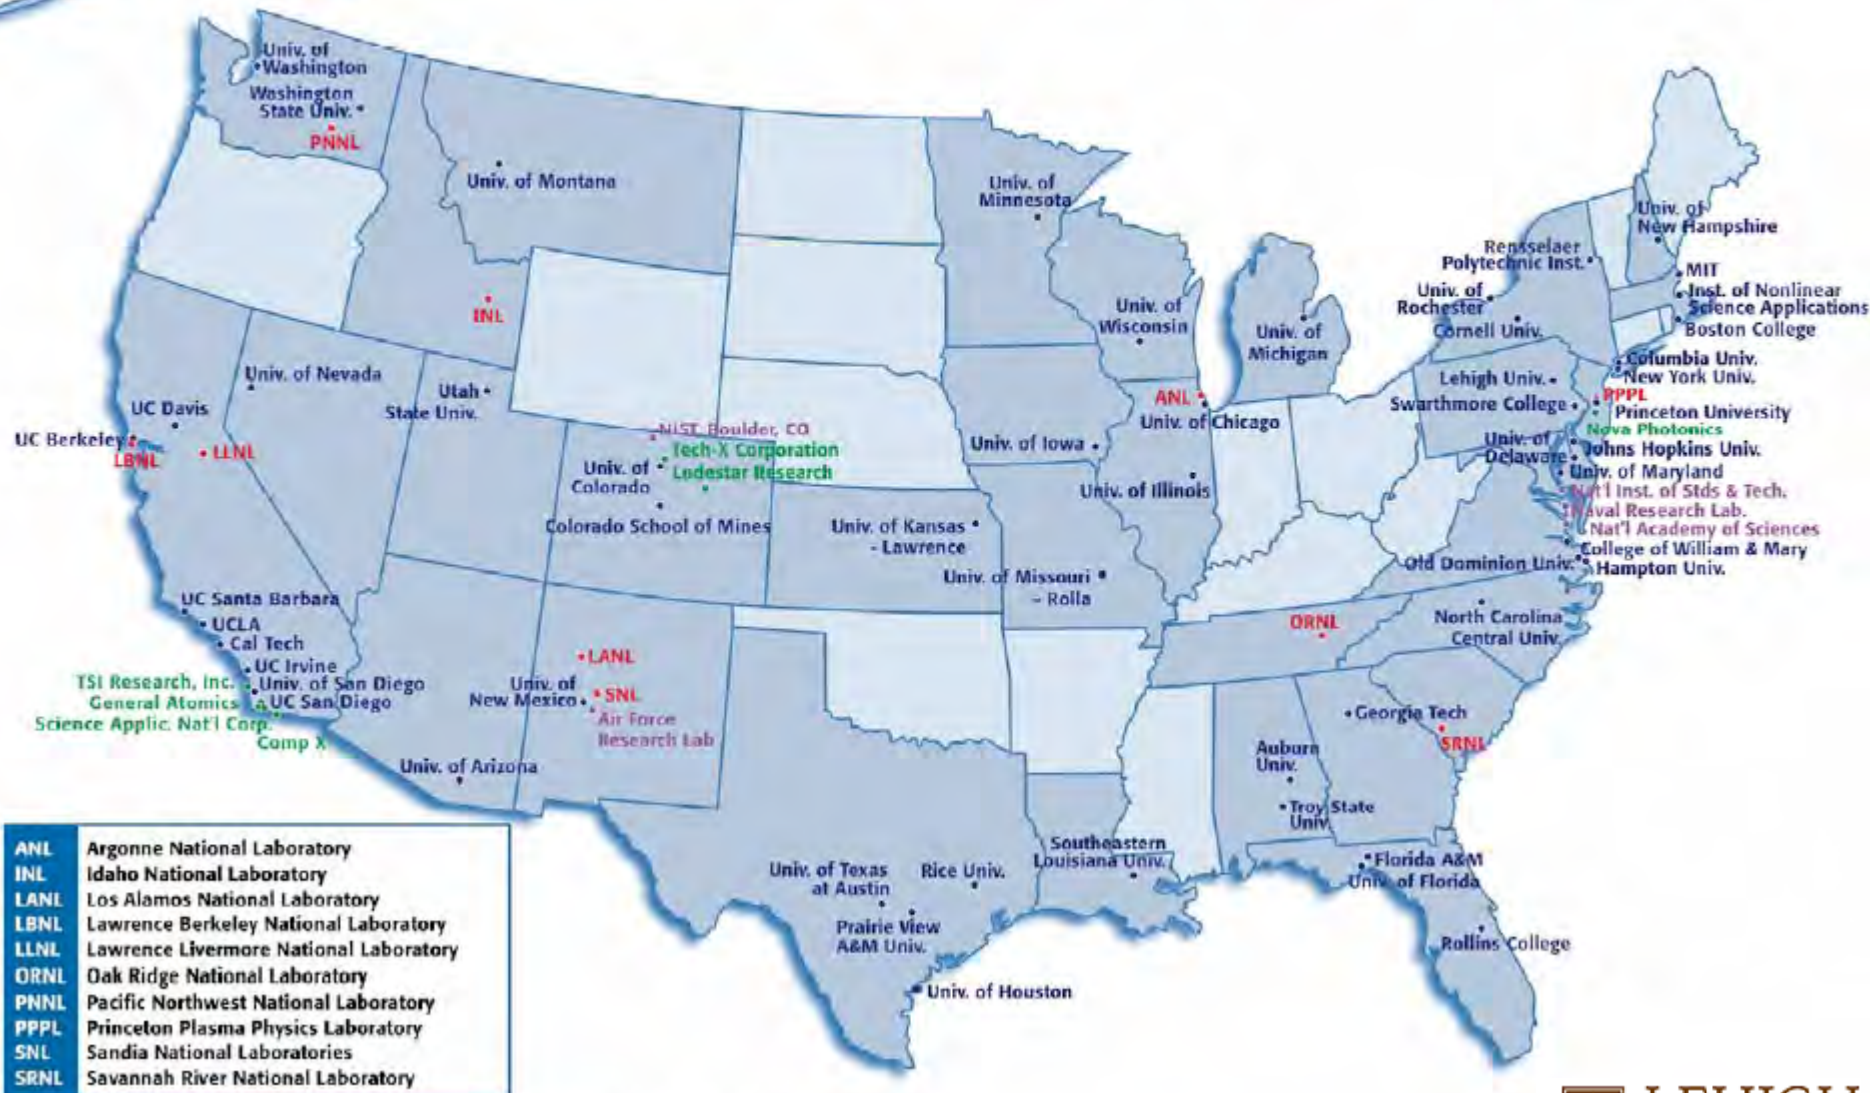 Univ. of
Washington
Washington
State Univ.
PNNL
Univ. of Montana
INL
Univ. of
Minnesota
Univ. of
Wisconsin
Univ. of
Michigan
Univ. of
New Hampshire
Rensselaer
Polytechnic Inst.
MIT
Inst. of Nonlinear
Science Applications
Univ. of
Rochester
Cornell Univ.
Boston College
Columbia Univ.
New York Univ.
Lehigh Univ.
PPPL
Swarthmore College
Princeton University
Nova Photonics
Univ. of
Delaware
Johns Hopkins Univ.
Univ. of Maryland
Nat'l Inst. of Stds & Tech.
Naval Research Lab.
Nat'l Academy of Sciences
College of William & Mary
Old Dominion Univ.
Hampton Univ.
Univ. of Nevada
Utah
State Univ.
UC Davis
UC Berkeley
LBNL
LLNL
NIST Boulder, CO
Tech-X Corporation
Lodestar Research
Univ. of
Colorado
Colorado School of Mines
ANL
Univ. of Chicago
Univ. of Iowa
Univ. of Illinois
Univ. of Kansas
- Lawrence
Univ. of Missouri
- Rolla
ORNL
North Carolina
Central Univ.
UC Santa Barbara
UCLA
Cal Tech
UC Irvine
TSI Research, Inc.
Univ. of San Diego
General Atomics
UC San Diego
Science Applic. Nat'l Corp.
Comp X
LANL
Univ. of
New Mexico
SNL
Air Force
Research Lab
Univ. of Arizona
Georgia Tech
SRNL
Auburn
Univ.
Troy State
Univ.
Southeastern
Louisiana Univ.
Florida A&M
Univ. of Florida
Rollins College
Univ. of Texas
at Austin
Rice Univ.
Prairie View
A&M Univ.
Univ. of Houston
ANL Argonne National Laboratory
INL Idaho National Laboratory
LANL Los Alamos National Laboratory
LBNL Lawrence Berkeley National Laboratory
LLNL Lawrence Livermore National Laboratory
ORNL Oak Ridge National Laboratory
PNNL Pacific Northwest National Laboratory
PPPL Princeton Plasma Physics Laboratory
SNL Sandia National Laboratories
SRNL Savannah River National Laboratory
LEHIGH